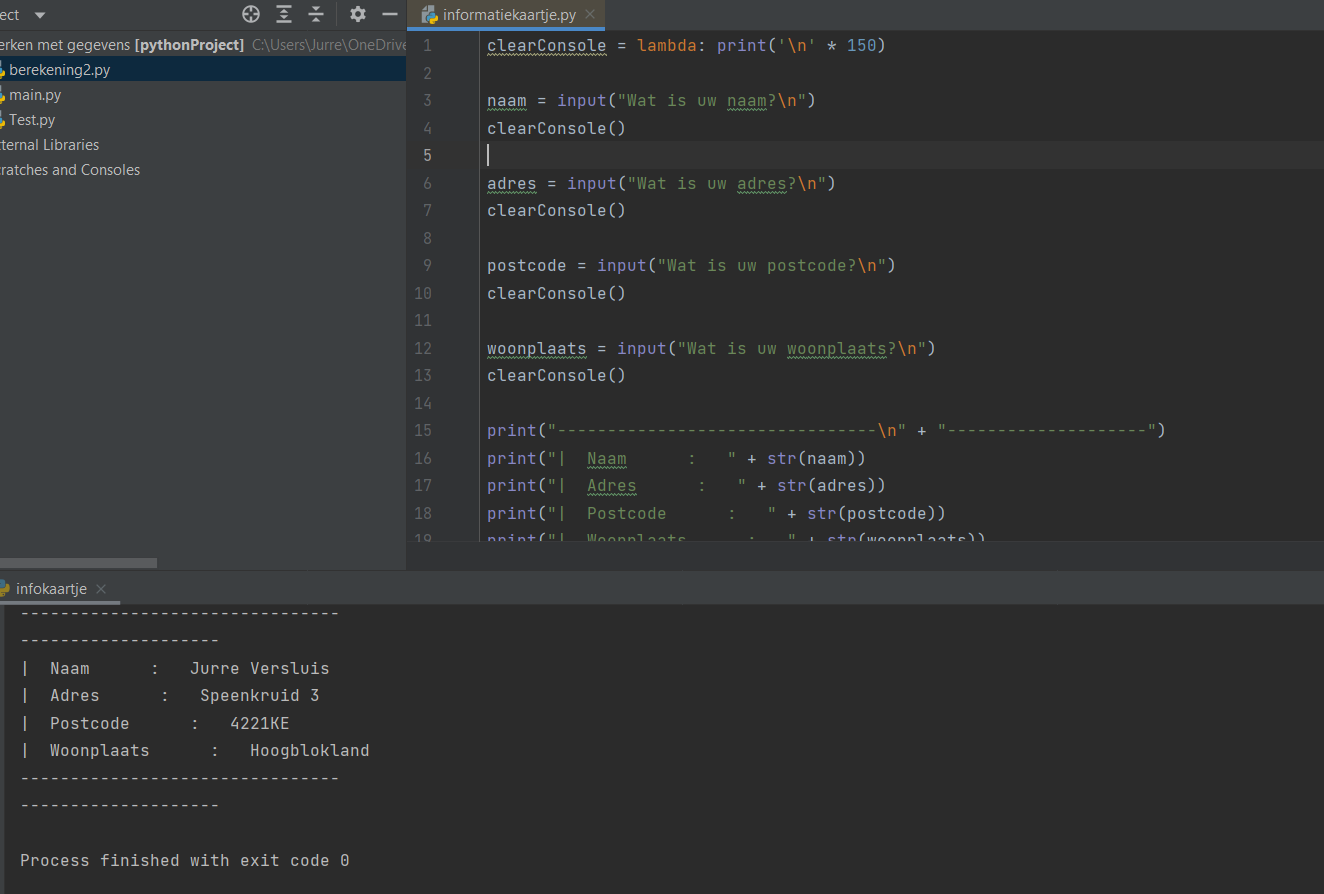 ect
informatiekaartje.py
erken met gegevens [pythonProject] C:\Users\Jurre\OneDrive
berekening2.py
main.py
Test.py
ternal Libraries
ratches and Consoles
1 clearConsole = lambda: print('\n' * 150)
2
3 naam = input("Wat is uw naam?\n")
4 clearConsole()
5
6 adres = input("Wat is uw adres?\n")
7 clearConsole()
8
9 postcode = input("Wat is uw postcode?\n")
10 clearConsole()
11
12 woonplaats = input("Wat is uw woonplaats?\n")
13 clearConsole()
14
15 print("--------------------------------\n" + "--------------------")
16 print("|  Naam      :   " + str(naam))
17 print("|  Adres      :   " + str(adres))
18 print("|  Postcode      :   " + str(postcode))
19 print("|  Woonplaats      :   " + str(woonplaats))
infokaartje
--------------------------------
--------------------
|  Naam      :   Jurre Versluis
|  Adres      :   Speenkruid 3
|  Postcode      :   4221KE
|  Woonplaats      :   Hoogblokland
--------------------------------
--------------------
Process finished with exit code 0